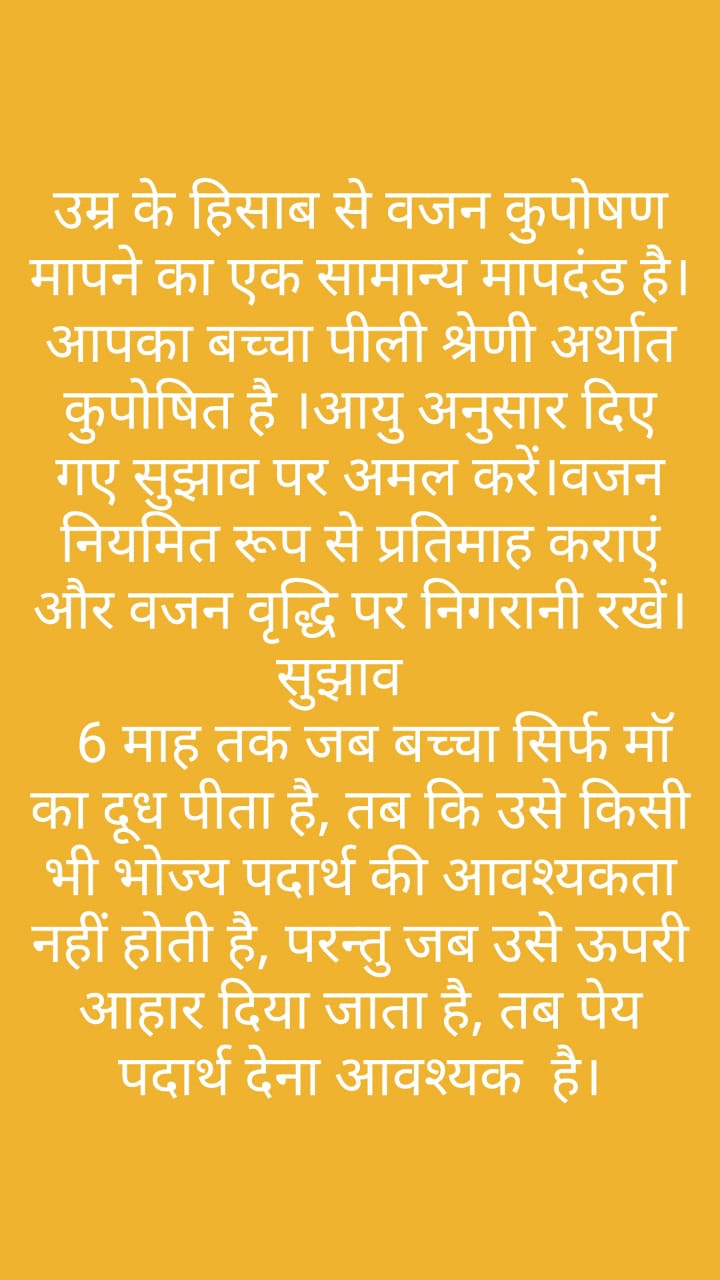 उम्र के हिसाब से वजन कुपोषण
मापने का एक सामान्य मापदंड है।
आपका बच्चा पीली श्रेणी अर्थात
कुपोषित है ।आयु अनुसार दिए
गए सुझाव पर अमल करें।वजन
नियमित रूप से प्रतिमाह कराएं
और वजन वृद्धि पर निगरानी रखें।
सुझाव
6 माह तक जब बच्चा सिर्फ मॉ
का दूध पीता है, तब कि उसे किसी
भी भोज्य पदार्थ की आवश्यकता
नहीं होती है, परन्तु जब उसे ऊपरी
आहार दिया जाता है, तब पेय
पदार्थ देना आवश्यक  है।